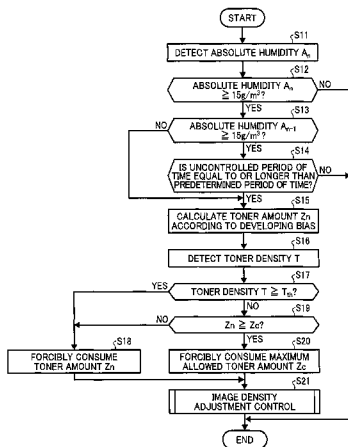 START
S11
DETECT ABSOLUTE HUMIDITY An
S12
ABSOLUTE HUMIDITY An
≧ 15g/m³?
NO
YES
S13
NO
ABSOLUTE HUMIDITY An-1
≧ 15g/m³?
YES
S14
IS UNCONTROLLED PERIOD OF
TIME EQUAL TO OR LONGER THAN
PREDETERMINED PERIOD OF TIME?
NO
YES
S15
CALCULATE TONER AMOUNT Zn
ACCORDING TO DEVELOPING BIAS
S16
DETECT TONER DENSITY T
S17
YES
TONER DENSITY T ≧ Tth?
NO
S19
NO
Zn ≧ Zc?
YES
S18
FORCIBLY CONSUME
TONER AMOUNT Zn
S20
FORCIBLY CONSUME MAXIMUM
ALLOWED TONER AMOUNT Zc
S21
IMAGE DENSITY
ADJUSTMENT CONTROL
END